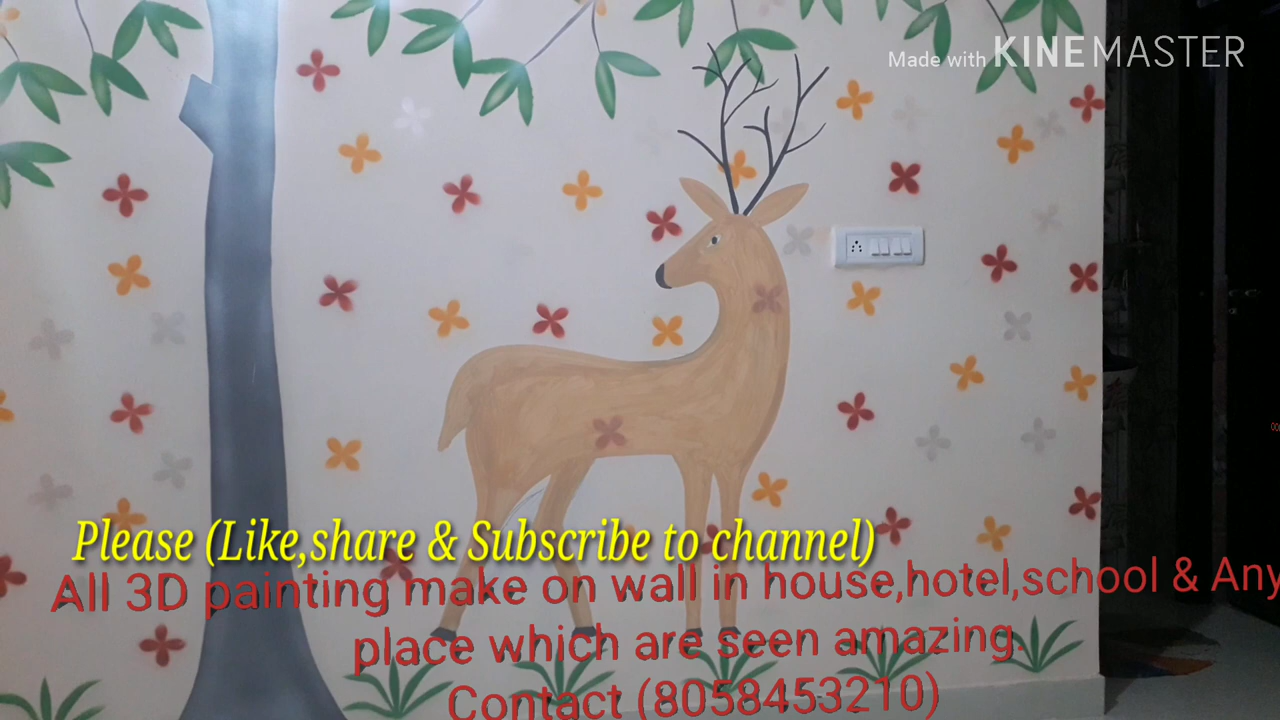 Made with KINEMASTER
Please (Like,share & Subscribe to channel)
All 3D painting make on wall in house,hotel,school & Any
place which are seen amazing.
Contact (8058453210)